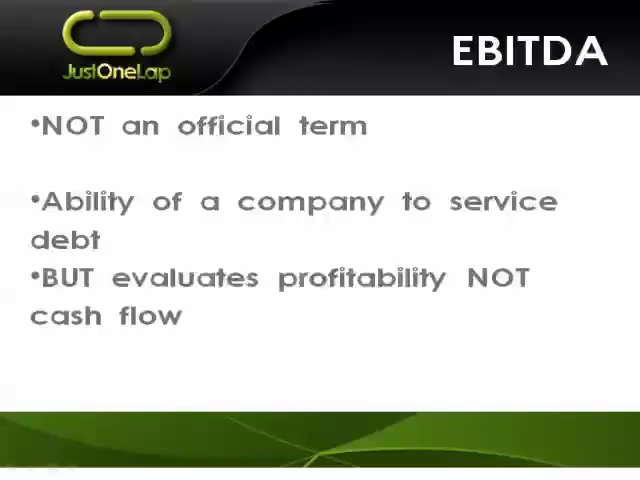 JustOneLap
EBITDA
•NOT an official term
•Ability of a company to service
debt
•BUT evaluates profitability NOT
cash flow